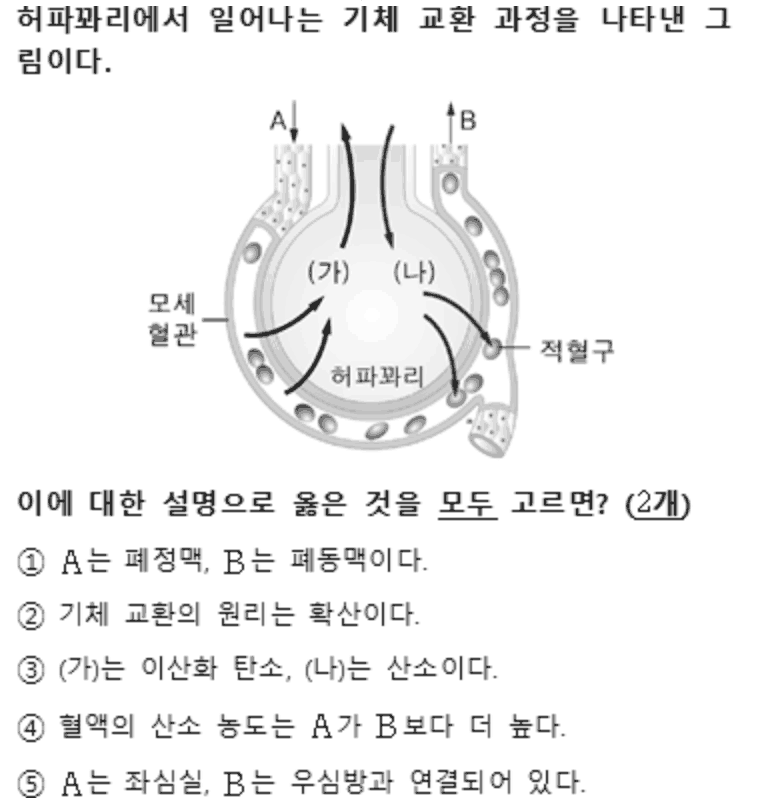 허파꽈리에서 일어나는 기체 교환 과정을 나타낸 그
림이다.
A
B
(가)
(나)
모세
혈관
적혈구
허파꽈리
이에 대한 설명으로 옳은 것을 모두 고르면? (2개)
① A는 폐정맥, B는 폐동맥이다.
② 기체 교환의 원리는 확산이다.
③ (가)는 이산화 탄소, (나)는 산소이다.
④ 혈액의 산소 농도는 A가 B보다 더 높다.
⑤ A는 좌심실, B는 우심방과 연결되어 있다.